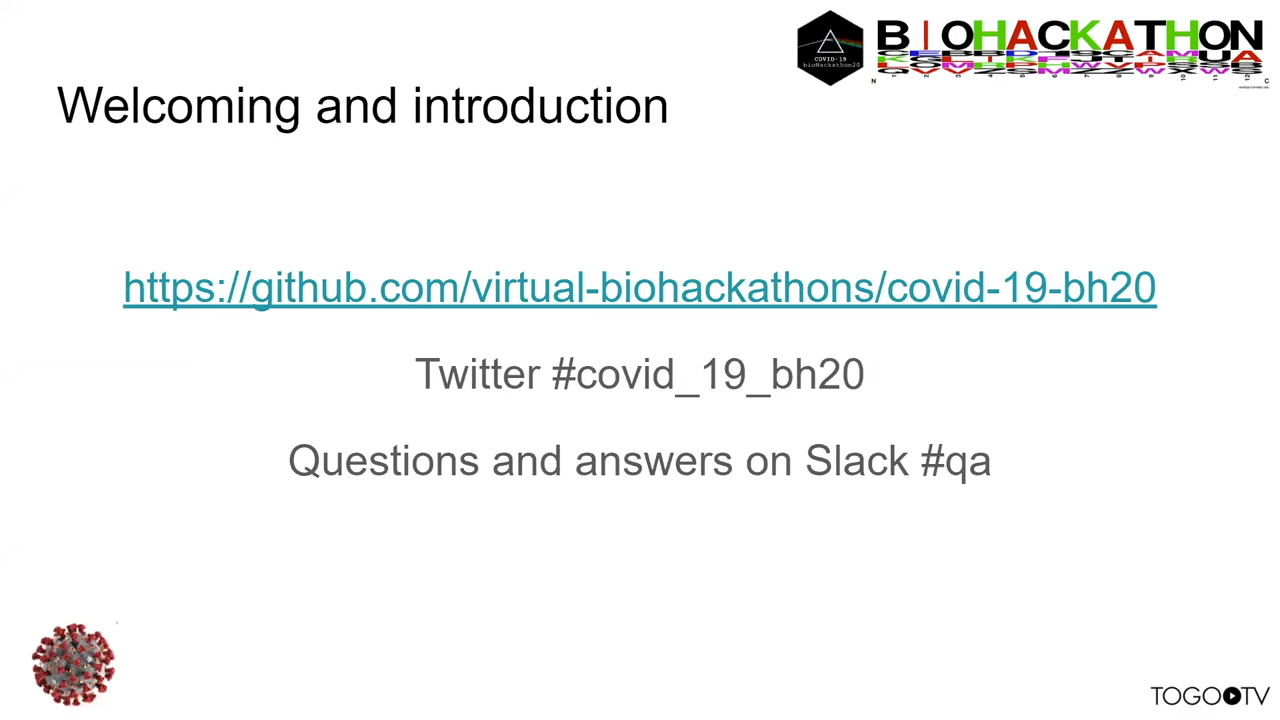 COVID-19
bioHackathon20
BIOHACKATHON
Welcoming and introduction
https://github.com/virtual-biohackathons/covid-19-bh20
Twitter #covid_19_bh20
Questions and answers on Slack #qa
TOGOTV